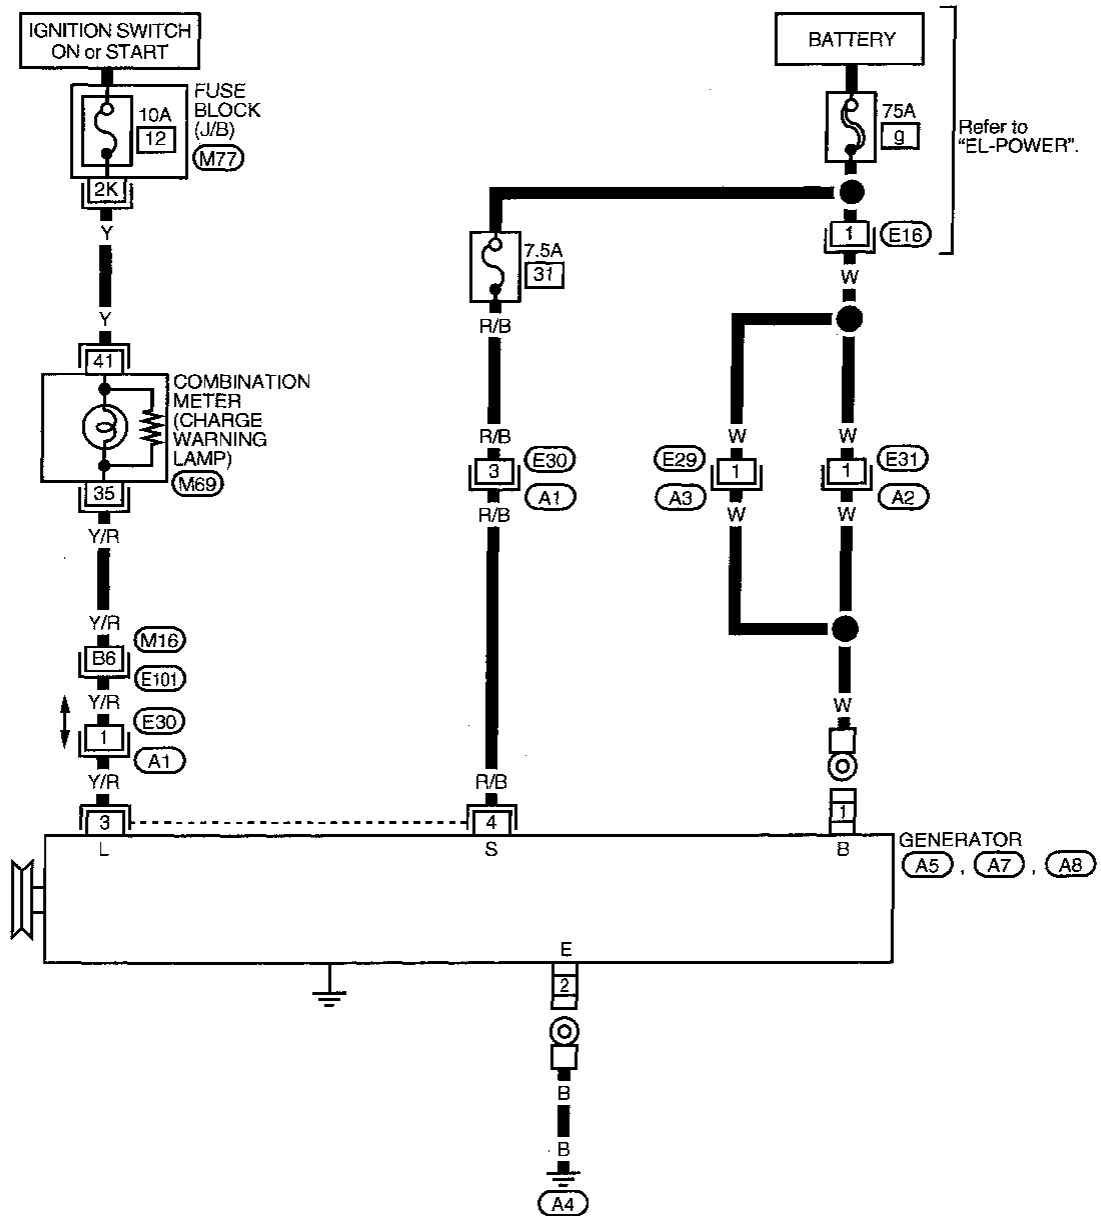 IGNITION SWITCH
ON or START
BATTERY
FUSE
BLOCK
(J/B)
10A
12
M77
75A
g
Refer to
"EL-POWER".
2K
Y
1
E16
7.5A
31
W
Y
R/B
41
COMBINATION
METER
(CHARGE
WARNING
LAMP)
M69
35
R/B
W
W
3
E30
A1
E29
1
A3
1
E31
A2
R/B
W
W
Y/R
Y/R
M16
B6
E101
Y/R
E30
1
A1
W
Y/R
R/B
3
4
1
L
S
B
GENERATOR
A5 , A7 , A8
E
2
B
B
A4